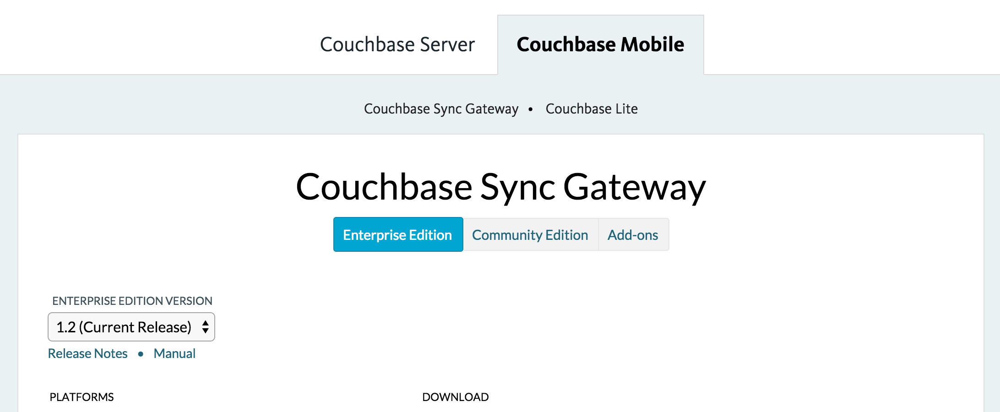 Couchbase Server Couchbase Mobile
Couchbase Sync Gateway • Couchbase Lite
Couchbase Sync Gateway
Enterprise Edition Community Edition Add-ons
ENTERPRISE EDITION VERSION
1.2 (Current Release)
Release Notes • Manual
PLATFORMS DOWNLOAD